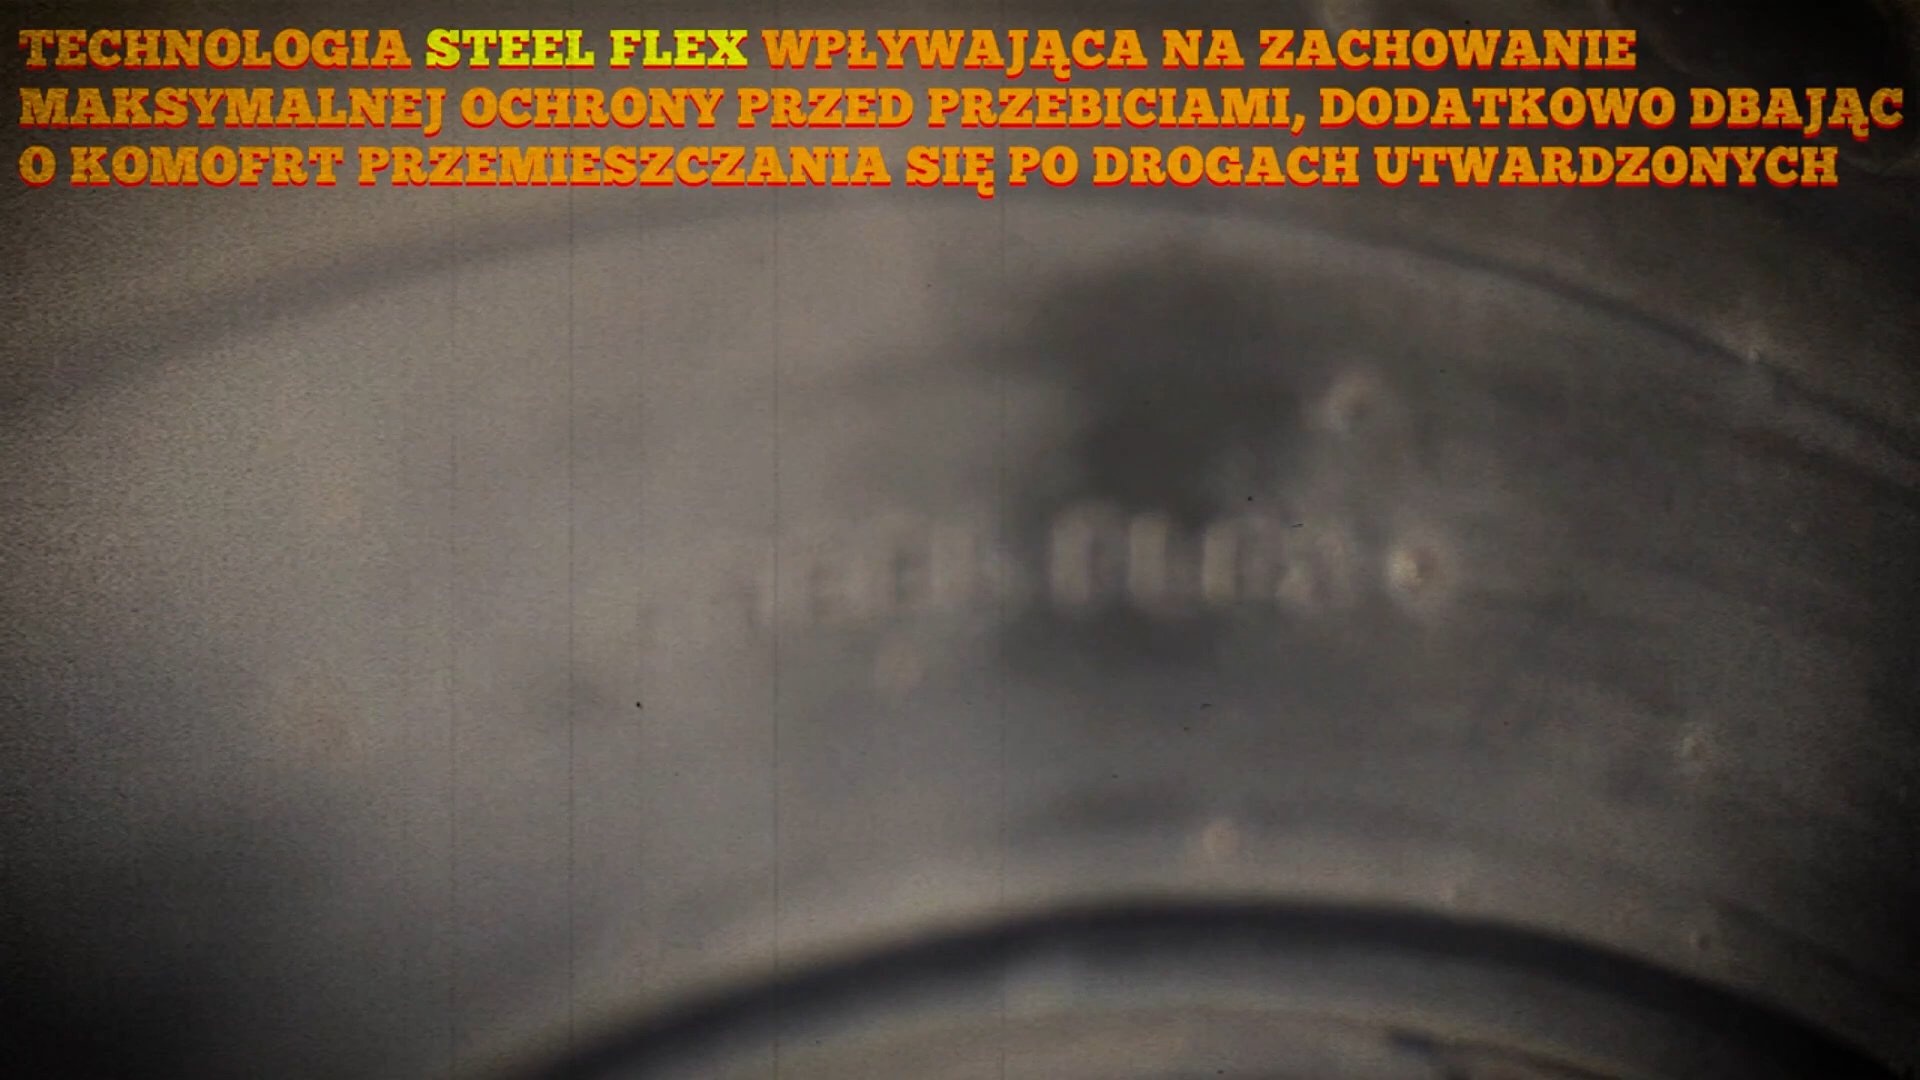 TECHNOLOGIA STEEL FLEX WPŁYWAJĄCA NA ZACHOWANIE
MAKSYMALNEJ OCHRONY PRZED PRZEBICIAMI, DODATKOWO DBAJĄC
O KOMOFRT PRZEMIESZCZANIA SIĘ PO DROGACH UTWARDZONYCH